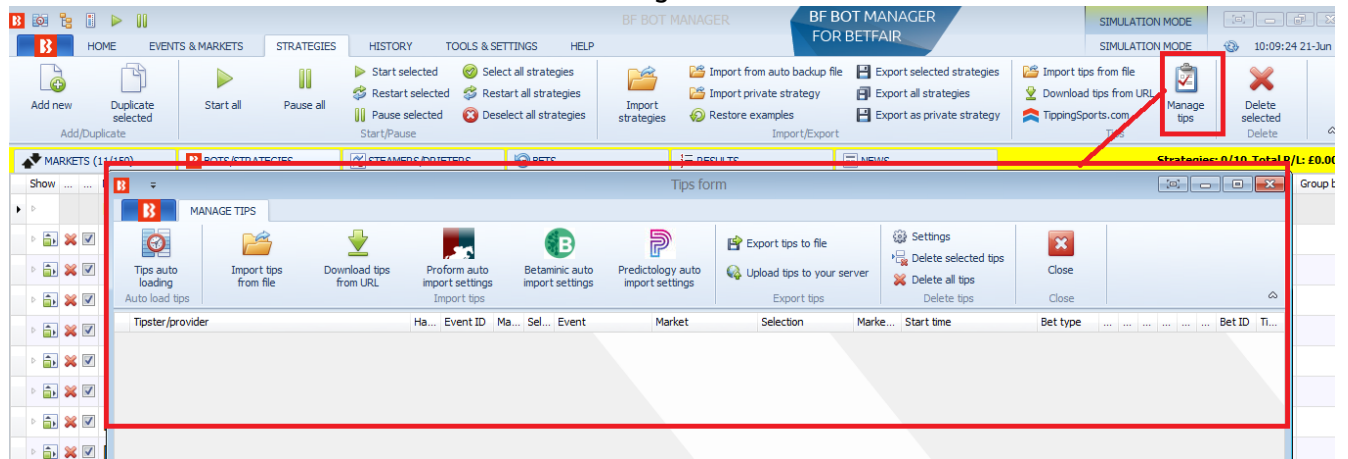 BF BOT MANAGER
BF BOT MANAGER
FOR BETFAIR
SIMULATION MODE
HOME EVENTS & MARKETS STRATEGIES HISTORY TOOLS & SETTINGS HELP
SIMULATION MODE
10:09:24 21-Jun
Add new
Duplicate selected
Add/Duplicate
Start all
Pause all
Start selected
Restart selected
Pause selected
Select all strategies
Restart all strategies
Deselect all strategies
Start/Pause
Import strategies
Import from auto backup file
Import private strategy
Restore examples
Export selected strategies
Export all strategies
Export as private strategy
Import/Export
Import tips from file
Download tips from URL
TippingSports.com
Manage tips
Tips
Delete selected
Delete
MARKETS (11/150) BOTS/STRATEGIES STEAMERS/DRIFTERS BETS RESULTS NEWS
Strategies: 0/10 Total P/L: £0.00
Show ... ...
Group b
Tips form
MANAGE TIPS
Tips auto loading
Auto load tips
Import tips from file
Download tips from URL
Proform auto import settings
Betaminic auto import settings
Predictology auto import settings
Import tips
Export tips to file
Upload tips to your server
Export tips
Settings
Delete selected tips
Delete all tips
Delete tips
Close
Close
Tipster/provider Ha... Event ID Ma... Sel... Event Market Selection Marke... Start time Bet type ... ... ... ... ... ... Bet ID Ti...